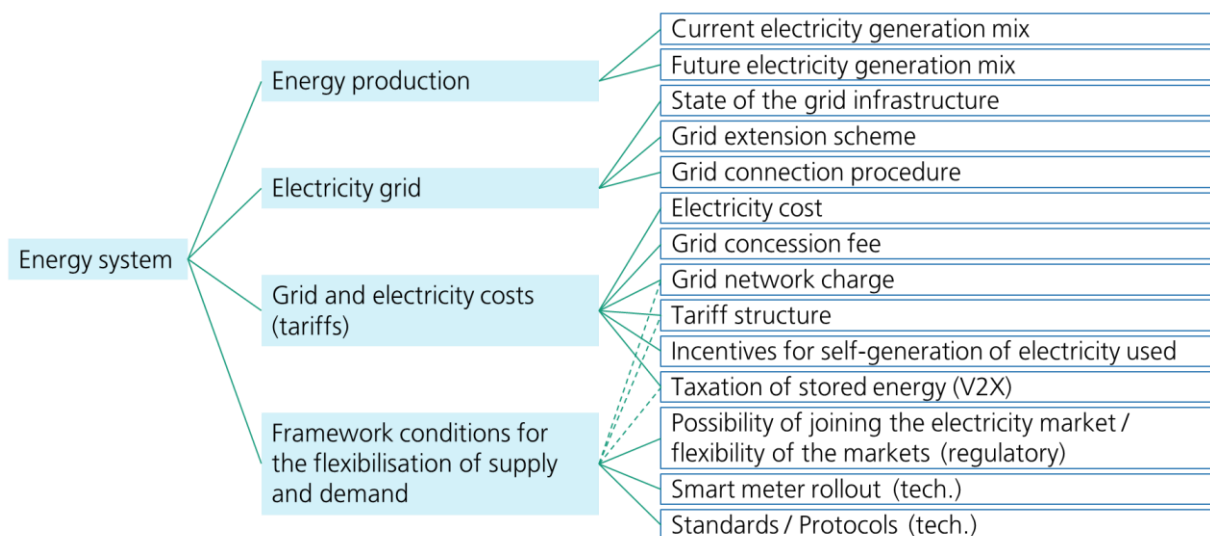 Energy system
Energy production
Electricity grid
Grid and electricity costs
(tariffs)
Framework conditions for
the flexibilisation of supply
and demand
Current electricity generation mix
Future electricity generation mix
State of the grid infrastructure
Grid extension scheme
Grid connection procedure
Electricity cost
Grid concession fee
Grid network charge
Tariff structure
Incentives for self-generation of electricity used
Taxation of stored energy (V2X)
Possibility of joining the electricity market /
flexibility of the markets (regulatory)
Smart meter rollout (tech.)
Standards / Protocols (tech.)